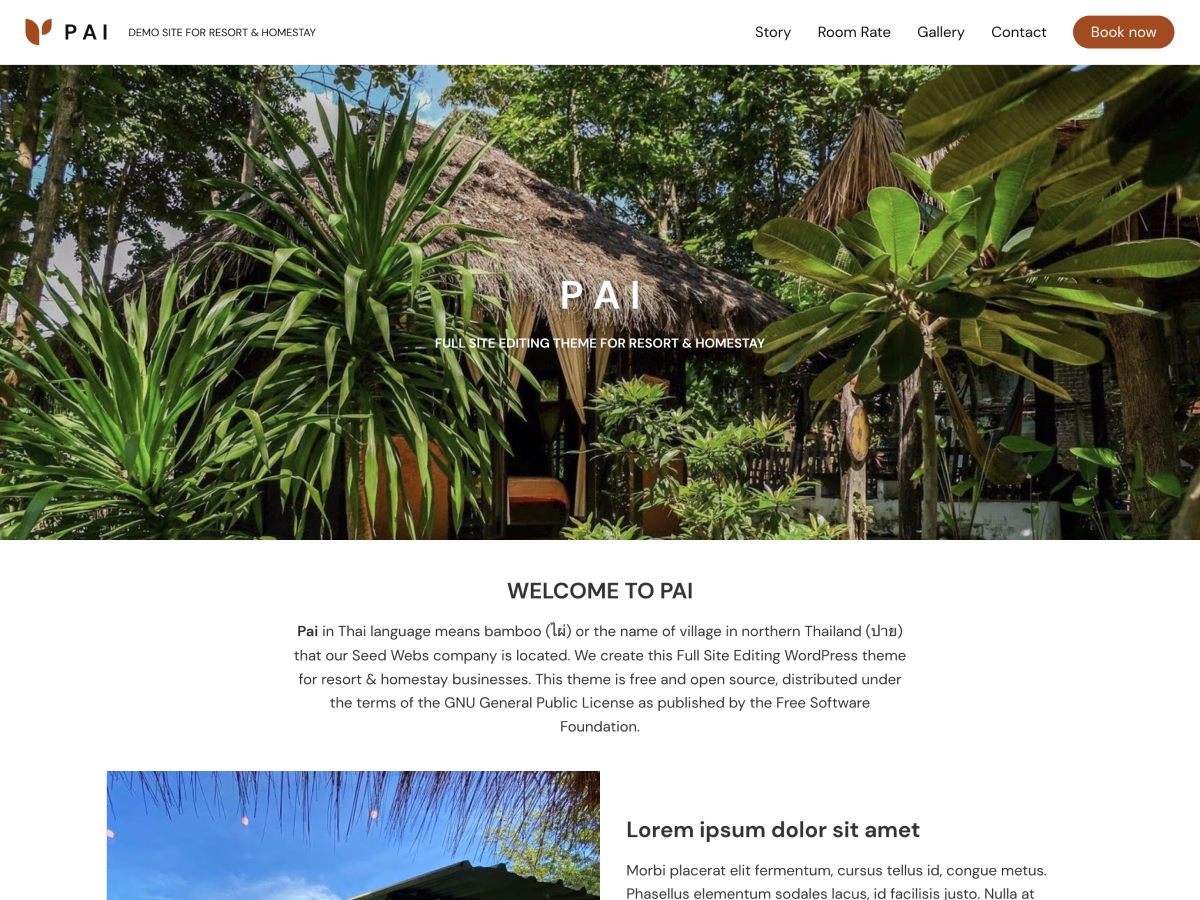 PAI
DEMO SITE FOR RESORT & HOMESTAY
Story
Room Rate
Gallery
Contact
Book now
PAI
FULL SITE EDITING THEME FOR RESORT & HOMESTAY
WELCOME TO PAI
Pai in Thai language means bamboo (ไผ่) or the name of village in northern Thailand (ปาย)
that our Seed Webs company is located. We create this Full Site Editing WordPress theme
for resort & homestay businesses. This theme is free and open source, distributed under
the terms of the GNU General Public License as published by the Free Software
Foundation.
Lorem ipsum dolor sit amet
Morbi placerat elit fermentum, cursus tellus id, congue metus.
Phasellus elementum sodales lacus, id facilisis justo. Nulla at